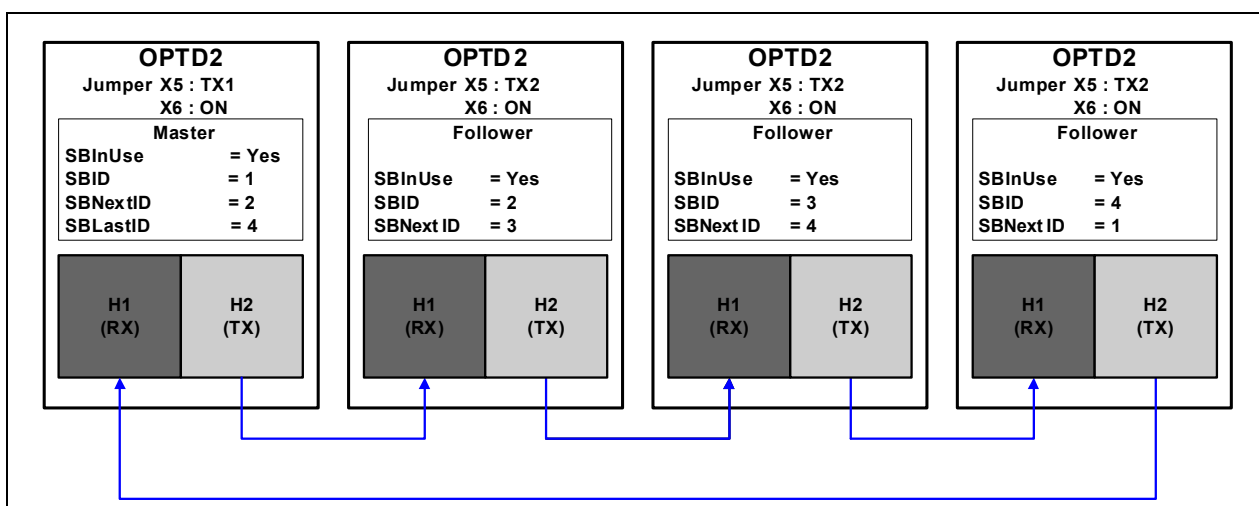 OPTD2
Jumper X5 : TX1
X6 : ON
Master
SBInUse = Yes
SBID = 1
SBNextID = 2
SBLastID = 4
H1
(RX)
H2
(TX)
OPTD2
Jumper X5 : TX2
X6 : ON
Follower
SBInUse = Yes
SBID = 2
SBNext ID = 3
H1
(RX)
H2
(TX)
OPTD2
Jumper X5 : TX2
X6 : ON
Follower
SBInUse = Yes
SBID = 3
SBNext ID = 4
H1
(RX)
H2
(TX)
OPTD2
Jumper X5 : TX2
X6 : ON
Follower
SBInUse = Yes
SBID = 4
SBNext ID = 1
H1
(RX)
H2
(TX)